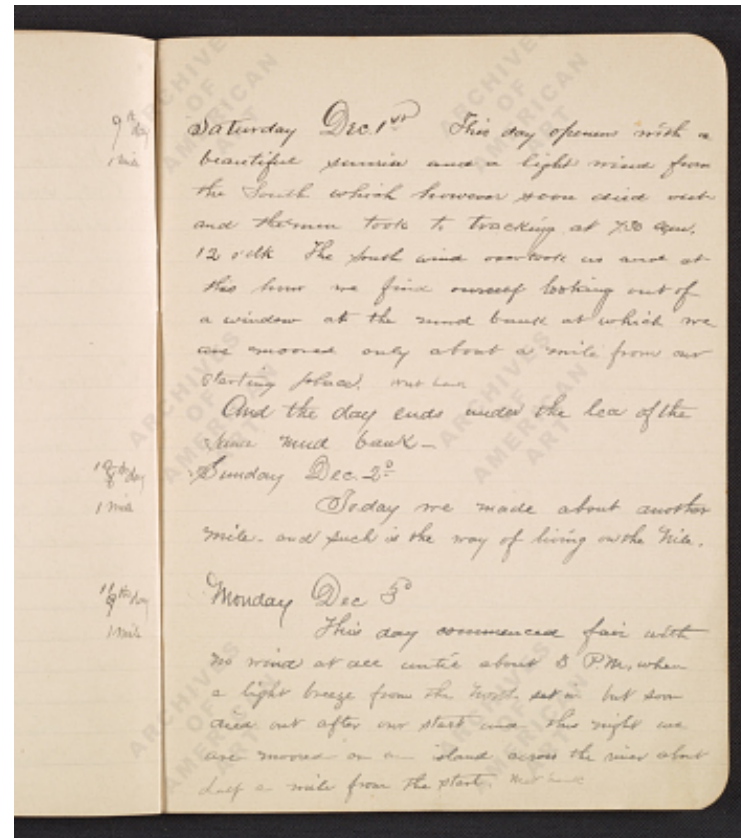 9th day
1 mile
Saturday Dec. 1st This day opens with a
beautiful sunrise and a light wind from
the South which however soon died out
and the men took to tracking at 7.30 a.m.
12 o'clk The South wind overtook us and at
this hour we find ourself looking out of
a window at the mud bank at which we
are moored only about a mile from our
starting place.
And the day ends under the lea of the
same mud bank —
10th day
1 mile
Sunday Dec. 2d
Today we made about another
mile. and such is the way of living on the Nile.
11th day
1 mile
Monday Dec 3d
This day commenced fair with
no wind at all until about 3 P.M. when
a light breeze from the North set in but soon
died out after our start and this night we
are moored on an island across the river about
half a mile from the start.
ARCHIVES
OF
AMERICAN
ART